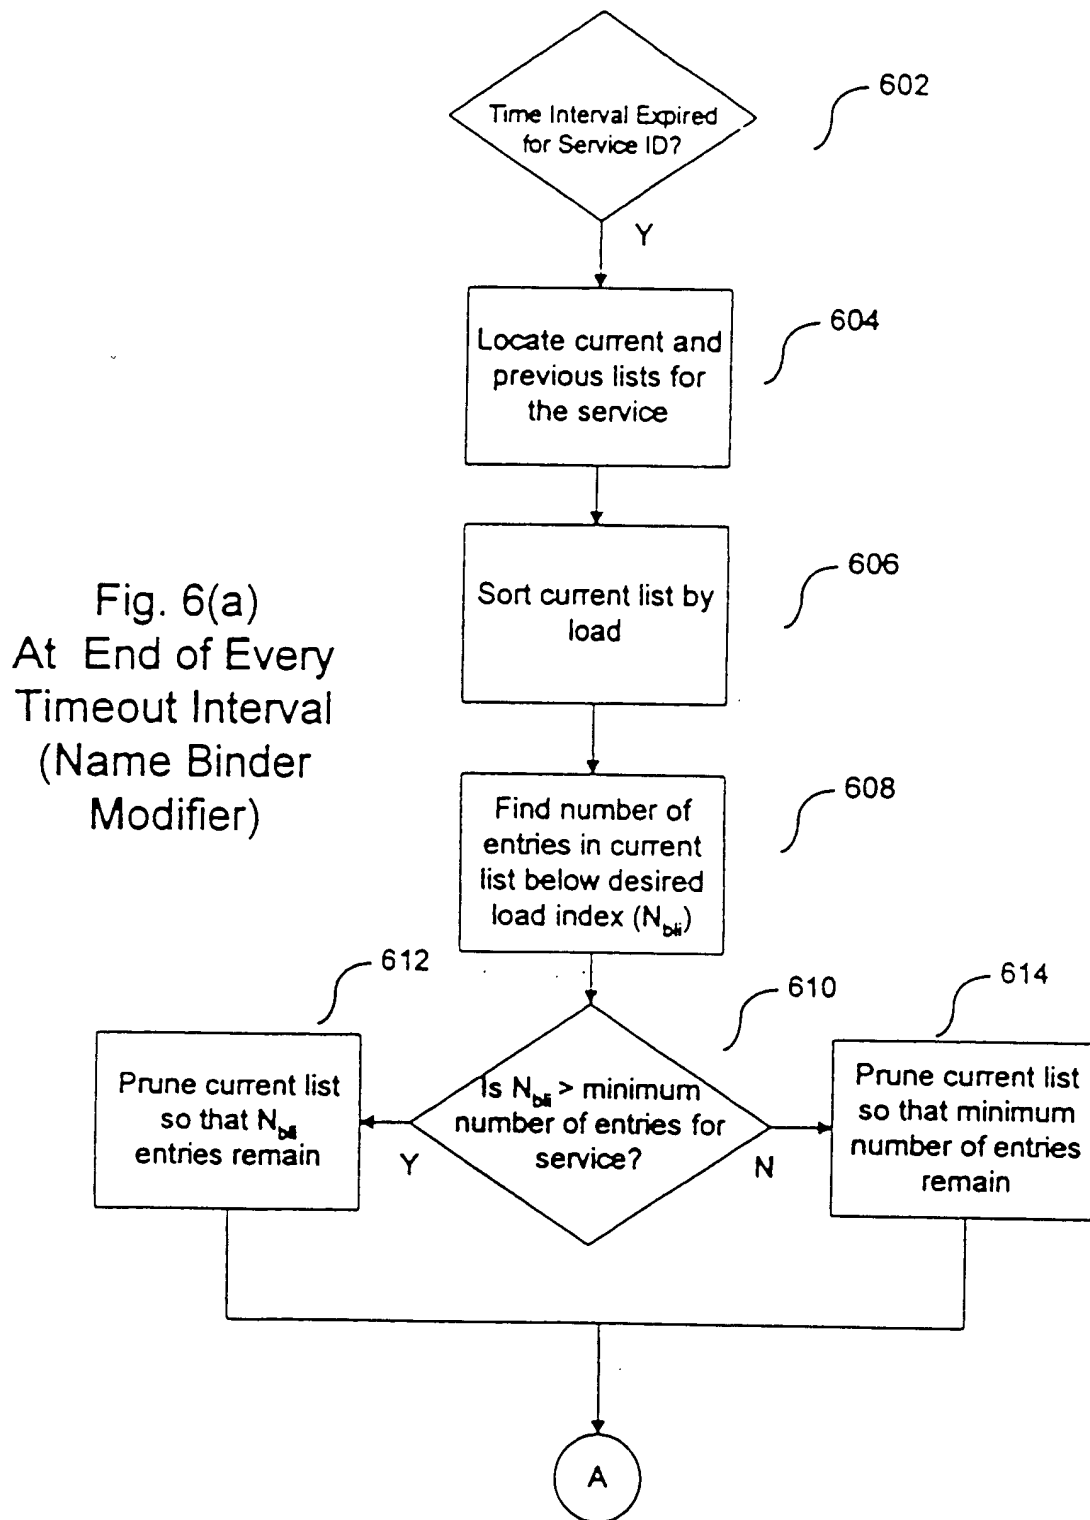 Time Interval Expired
for Service ID?
602
Y
Locate current and
previous lists for
the service
604
Sort current list by
load
606
Fig. 6(a)
At End of Every
Timeout Interval
(Name Binder
Modifier)
Find number of
entries in current
list below desired
load index (Nbli)
608
612
610
614
Prune current list
so that Nbli
entries remain
Is Nbli > minimum
number of entries for
service?
Y
N
Prune current list
so that minimum
number of entries
remain
A